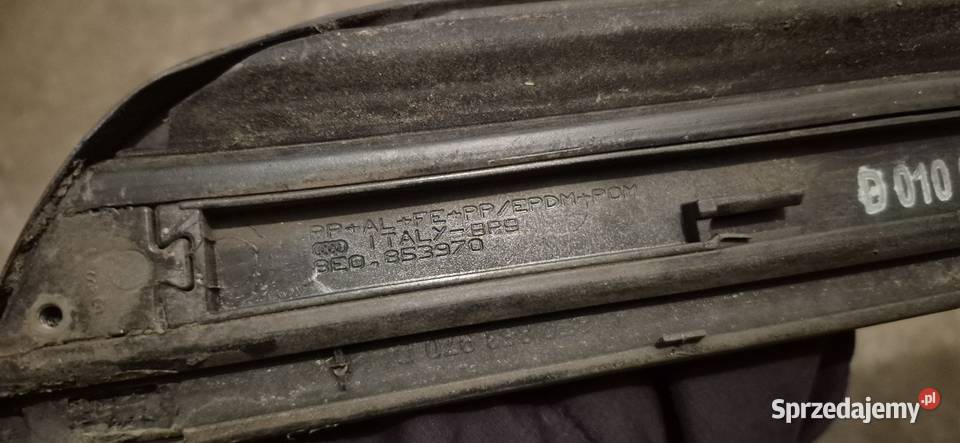 PP+AL+FE+PP/EPDM+POM
ITALY-BPS
8E0.853970
D 010
Sprzedajemy.pl